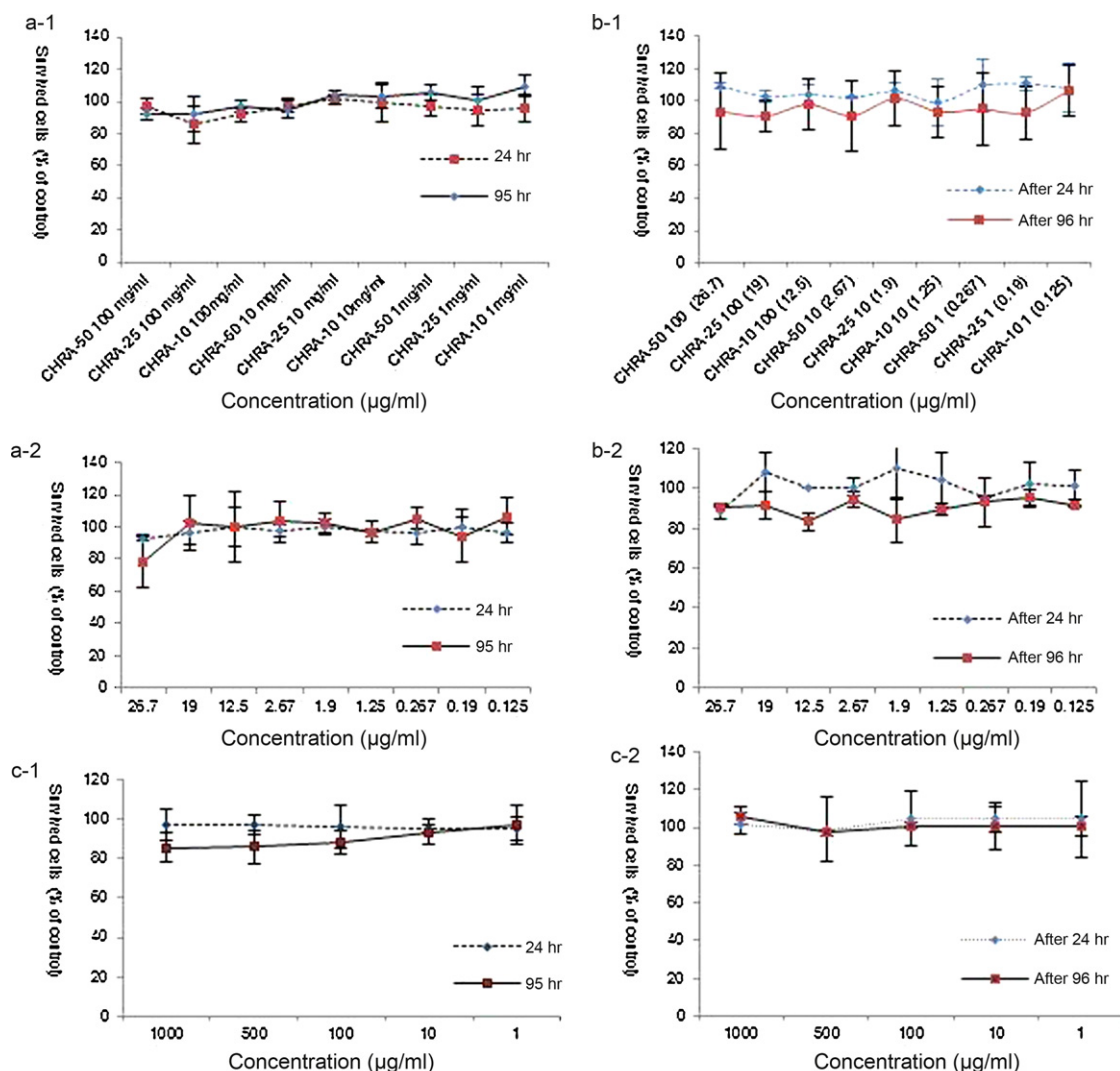 a-1
Survived cells (% of control)
140
120
100
80
60
40
20
0
24 hr
95 hr
CHRA-50 100 mg/ml
CHRA-25 100 mg/ml
CHRA-10 100mg/ml
CHRA-50 10 mg/ml
CHRA-25 10 mg/ml
CHRA-10 10mg/ml
CHRA-50 1mg/ml
CHRA-25 1mg/ml
CHRA-10 1mg/ml
Concentration (µg/ml)
b-1
Survived cells (% of control)
140
120
100
80
60
40
20
0
After 24 hr
After 96 hr
CHRA-50 100 (26.7)
CHRA-25 100 (19)
CHRA-10 100 (12.5)
CHRA-50 10 (2.67)
CHRA-25 10 (1.9)
CHRA-10 10 (1.25)
CHRA-50 1 (0.267)
CHRA-25 1 (0.19)
CHRA-10 1 (0.125)
Concentration (µg/ml)
a-2
Survived cells (% of control)
140
120
100
80
60
40
20
0
24 hr
95 hr
26.7 19 12.5 2.67 1.9 1.25 0.267 0.19 0.125
Concentration (µg/ml)
b-2
Survived cells (% of control)
120
100
80
60
40
20
0
After 24 hr
After 96 hr
26.7 19 12.5 2.67 1.9 1.25 0.267 0.19 0.125
Concentration (µg/ml)
c-1
Survived cells (% of control)
120
100
80
60
40
20
0
24 hr
95 hr
1000 500 100 10 1
Concentration (µg/ml)
c-2
Survived cells (% of control)
140
120
100
80
60
40
20
0
After 24 hr
After 96 hr
1000 500 100 10 1
Concentration (µg/ml)